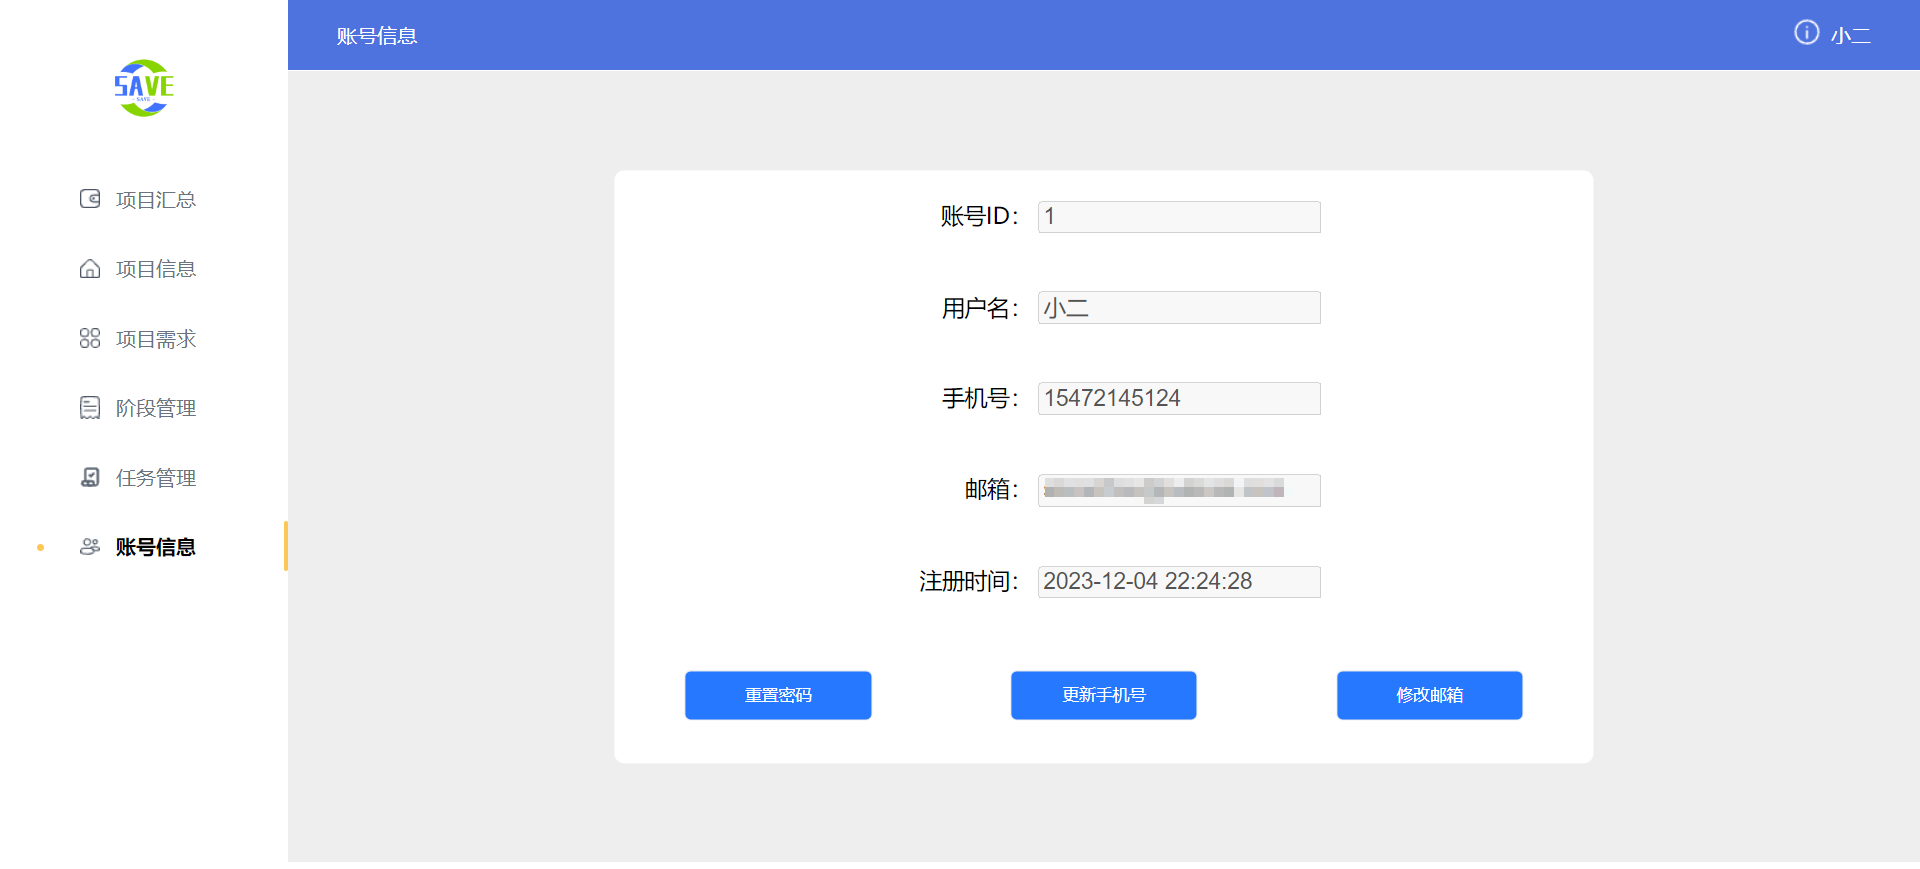 账号信息
小二
SAVE
SAVE
项目汇总
项目信息
项目需求
阶段管理
任务管理
账号信息
账号ID： 1
用户名： 小二
手机号： 15472145124
邮箱：
注册时间： 2023-12-04 22:24:28
重置密码
更新手机号
修改邮箱